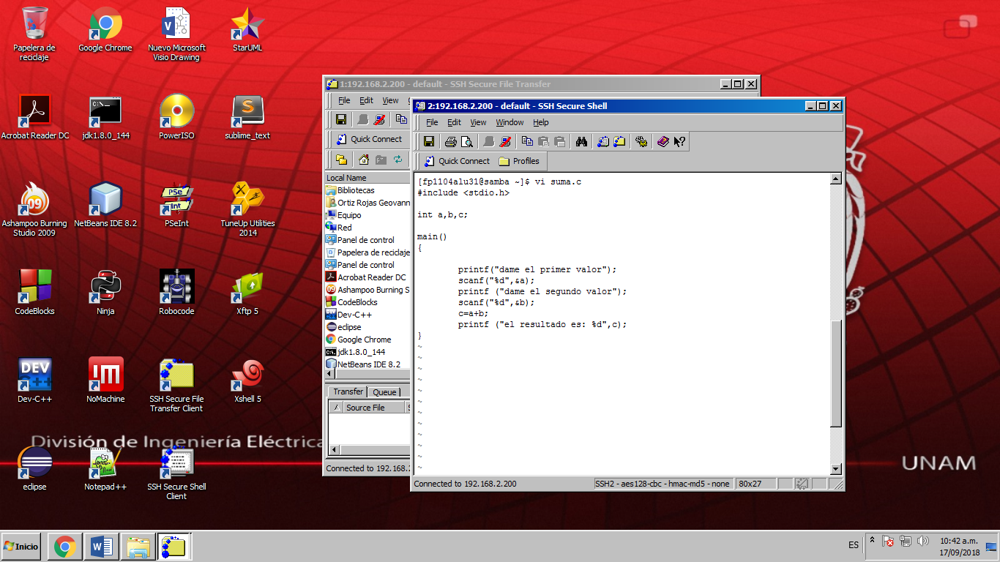 Papelera de
reciclaje
Google Chrome
Nuevo Microsoft
Visio Drawing
StarUML
Acrobat Reader DC
jdk1.8.0_144
PowerISO
sublime_text
Ashampoo Burning
Studio 2009
NetBeans IDE 8.2
PSeInt
TuneUp Utilities
2014
CodeBlocks
Ninja
Robocode
Xftp 5
Dev-C++
NoMachine
SSH Secure File
Transfer Client
Xshell 5
eclipse
Notepad++
SSH Secure Shell
Client
División de Ingeniería Eléctrica
UNAM
1:192.168.2.200 - default - SSH Secure File Transfer
File Edit View
Quick Connect
Local Name
Bibliotecas
Ortiz Rojas Geovann
Equipo
Red
Panel de control
Papelera de reciclaje
Panel de control
Acrobat Reader DC
Ashampoo Burning S
CodeBlocks
Dev-C++
eclipse
Google Chrome
jdk1.8.0_144
NetBeans IDE 8.2
Transfer Queue
Source File
Connected to 192.168.2
2:192.168.2.200 - default - SSH Secure Shell
File Edit View Window Help
Quick Connect Profiles
[fp1104alu31@samba ~]$ vi suma.c
#include <stdio.h>
int a,b,c;
main()
{
printf("dame el primer valor");
scanf("%d",&a);
printf ("dame el segundo valor");
scanf("%d",&b);
c=a+b;
printf ("el resultado es: %d",c);
}
~
~
~
~
~
~
~
~
~
~
~
~
Connected to 192.168.2.200
SSH2 - aes128-cbc - hmac-md5 - none
80x27
Inicio
ES
10:42 a.m.
17/09/2018